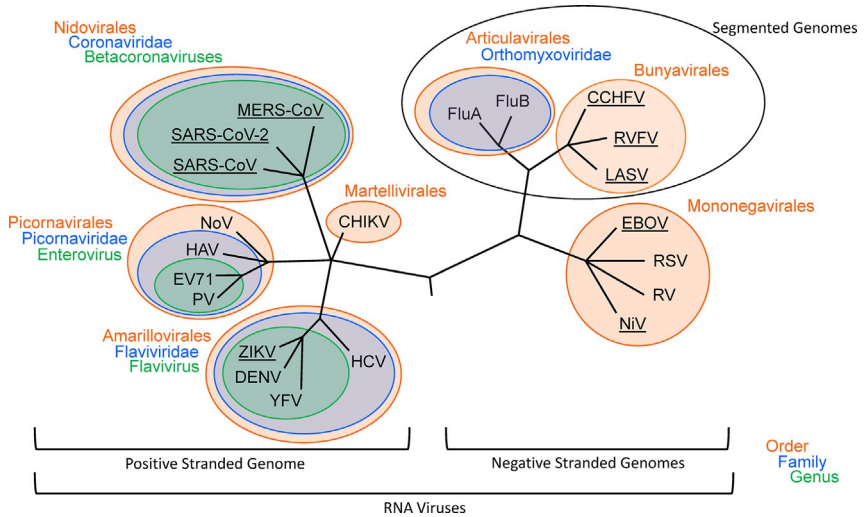 Nidovirales
Coronaviridae
Betacoronaviruses
MERS-CoV
SARS-CoV-2
SARS-CoV
Segmented Genomes
Articulavirales
Orthomyxoviridae
FluA
FluB
Bunyavirales
CCHFV
RVFV
LASV
Martellivirales
CHIKV
Mononegavirales
EBOV
RSV
RV
NiV
Picornavirales
Picornaviridae
Enterovirus
NoV
HAV
EV71
PV
Amarillovirales
Flaviviridae
Flavivirus
ZIKV
DENV
YFV
HCV
Positive Stranded Genome
Negative Stranded Genomes
RNA Viruses
Order
Family
Genus